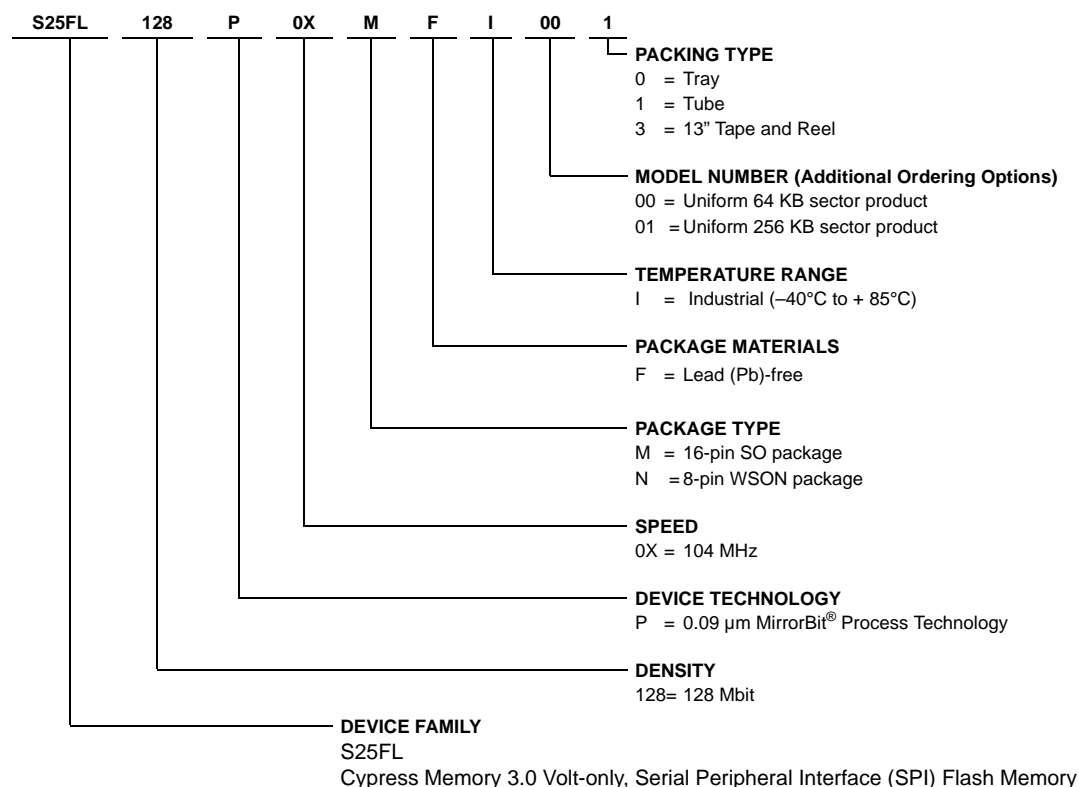 S25FL 128 P 0X M F I 00 1
PACKING TYPE
0 = Tray
1 = Tube
3 = 13” Tape and Reel
MODEL NUMBER (Additional Ordering Options)
00 = Uniform 64 KB sector product
01 = Uniform 256 KB sector product
TEMPERATURE RANGE
I = Industrial (–40°C to + 85°C)
PACKAGE MATERIALS
F = Lead (Pb)-free
PACKAGE TYPE
M = 16-pin SO package
N = 8-pin WSON package
SPEED
0X = 104 MHz
DEVICE TECHNOLOGY
P = 0.09 µm MirrorBit® Process Technology
DENSITY
128= 128 Mbit
DEVICE FAMILY
S25FL
Cypress Memory 3.0 Volt-only, Serial Peripheral Interface (SPI) Flash Memory